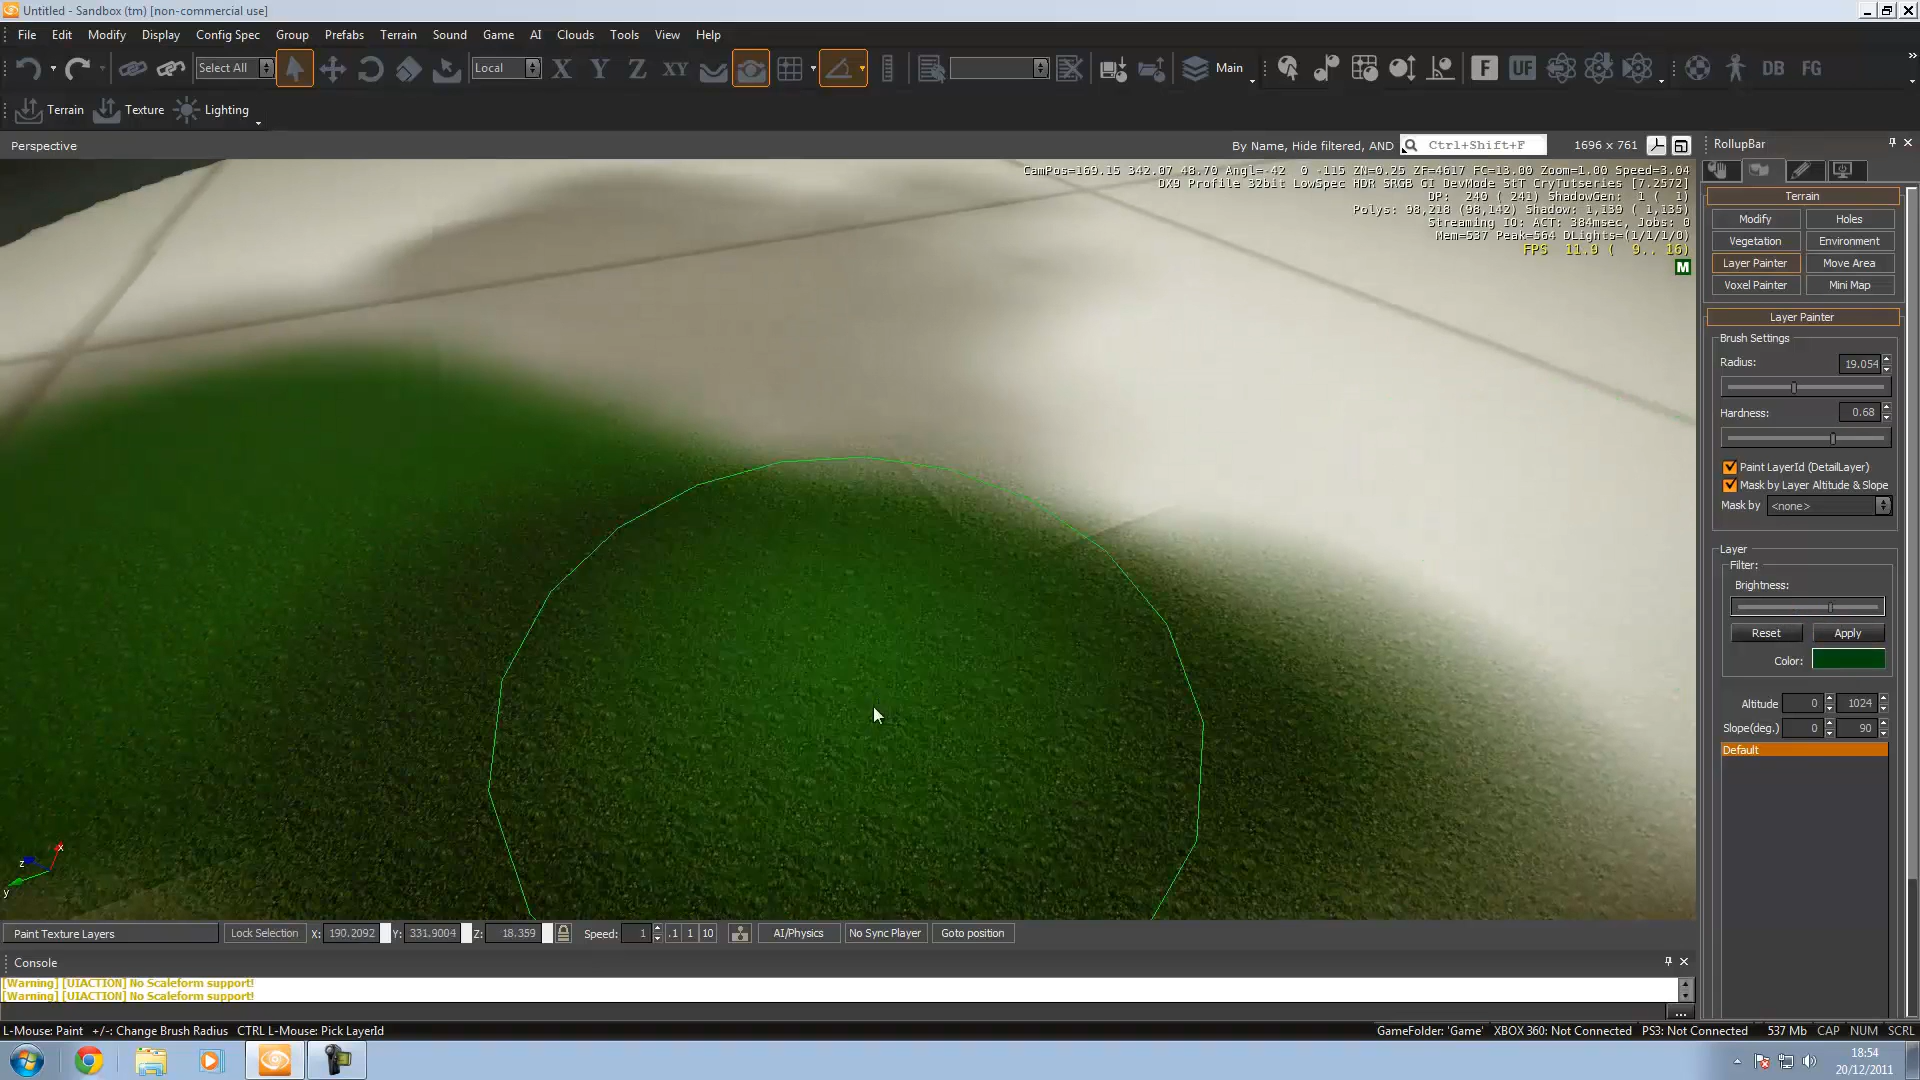 Untitled - Sandbox (tm) [non-commercial use]
File Edit Modify Display Config Spec Group Prefabs Terrain Sound Game AI Clouds Tools View Help
Select All Local X Y Z XY Main F UF DB FG
Terrain Texture Lighting
Perspective By Name, Hide filtered, AND Ctrl+Shift+F 1696 x 761
CamPos=169.15 342.07 48.70 Angl=-42 0 -115 ZN=0.25 ZF=4617 FC=13.00 Zoom=1.00 Speed=3.04
DX9 Profile 32bit LowSpec HDR SRGB GI DevMode StT CryTutseries [7.2572]
DP: 249 ( 241) ShadowGen: 1 ( 1)
Polys: 98,218 (98,142) Shadow: 1,139 ( 1,135)
Streaming IO: ACT: 384msec, Jobs: 0
Mem=537 Peak=564 DLights=(1/1/1/0)
FPS 11.9 ( 9.. 16)
M
RollupBar
Terrain
Modify Holes
Vegetation Environment
Layer Painter Move Area
Voxel Painter Mini Map
Layer Painter
Brush Settings
Radius: 19.054
Hardness: 0.68
Paint LayerId (DetailLayer)
Mask by Layer Altitude & Slope
Mask by <none>
Layer
Filter:
Brightness:
Reset Apply
Color:
Altitude 0 1024
Slope(deg.) 0 90
Default
z x
y
Paint Texture Layers Lock Selection X: 190.2092 Y: 331.9004 Z: 18.359 Speed: 1 .1 1 10 AI/Physics No Sync Player Goto position
Console
[Warning] [UIACTION] No Scaleform support!
[Warning] [UIACTION] No Scaleform support!
...
L-Mouse: Paint +/-: Change Brush Radius CTRL L-Mouse: Pick LayerId GameFolder: 'Game' XBOX 360: Not Connected PS3: Not Connected 537 Mb CAP NUM SCRL
18:54
20/12/2011